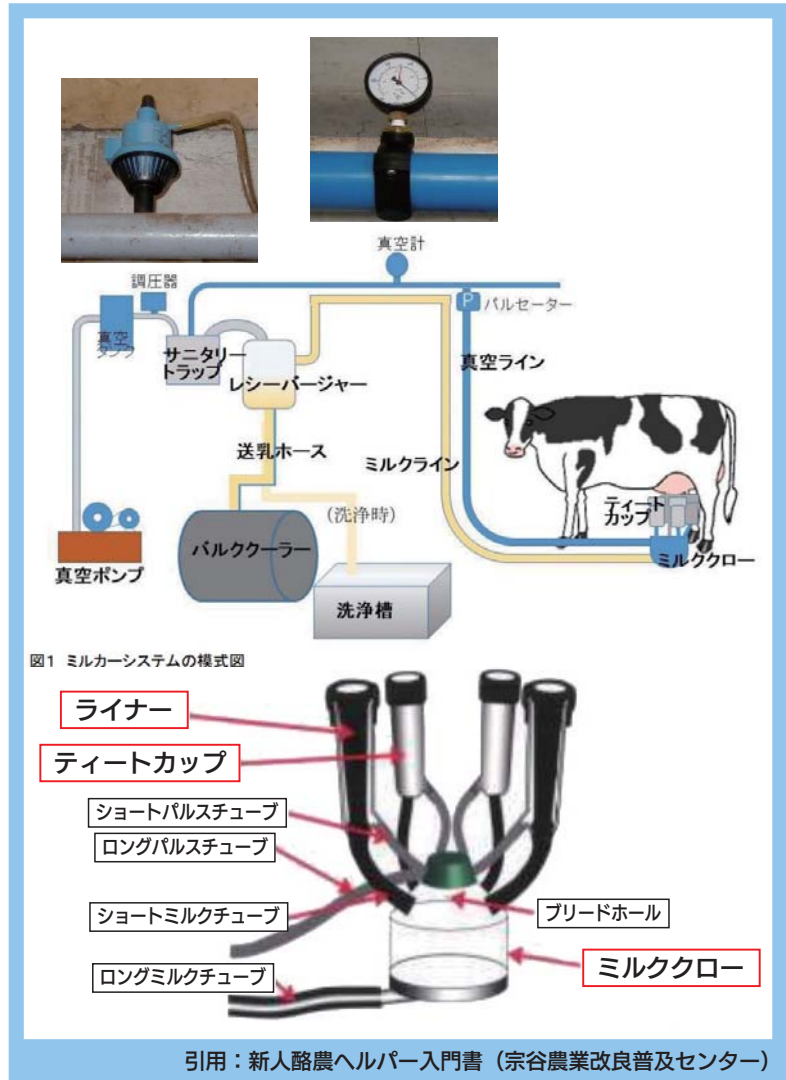 真空計
調圧器
P パルセーター
真空
タンク
サニタリー
トラップ
レシーバージャー
真空ライン
送乳ホース
ミルクライン
ティート
カップ
(洗浄時)
バルククーラー
ミルククロー
真空ポンプ
洗浄槽
図1 ミルカーシステムの模式図
ライナー
ティートカップ
ショートパルスチューブ
ロングパルスチューブ
ショートミルクチューブ
ブリードホール
ミルククロー
ロングミルクチューブ
引用：新人酪農ヘルパー入門書（宗谷農業改良普及センター）